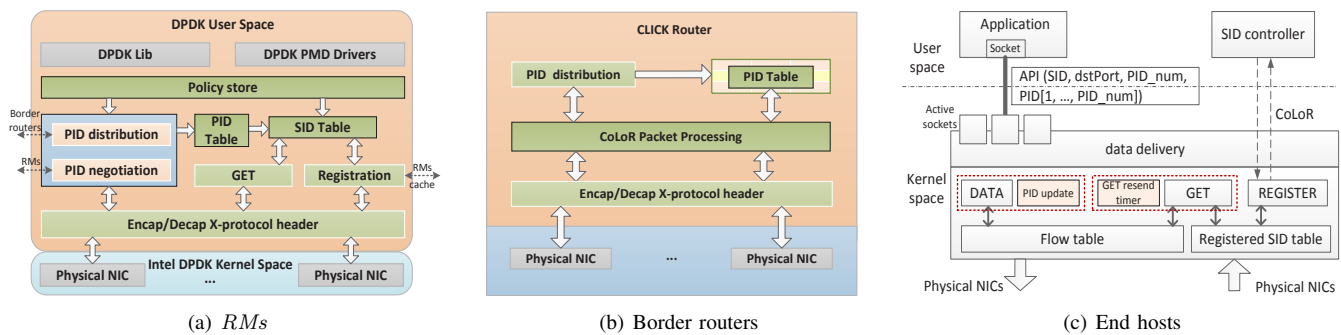 DPDK User Space
DPDK Lib
DPDK PMD Drivers
Policy store
Border
routers
PID distribution
PID
Table
SID Table
RMs
PID negotiation
GET
Registration
RMs
cache
Encap/Decap X-protocol header
Physical NIC
Intel DPDK Kernel Space
...
Physical NIC
(a) RMs
CLICK Router
PID distribution
PID Table
CoLoR Packet Processing
Encap/Decap X-protocol header
Physical NIC
...
Physical NIC
(b) Border routers
Application
Socket
SID controller
User
space
API (SID, dstPort, PID_num,
PID[1, ..., PID_num])
Active
sockets
CoLoR
data delivery
Kernel
space
DATA
PID update
GET resend
timer
GET
REGISTER
Flow table
Registered SID table
Physical NICs
Physical NICs
(c) End hosts